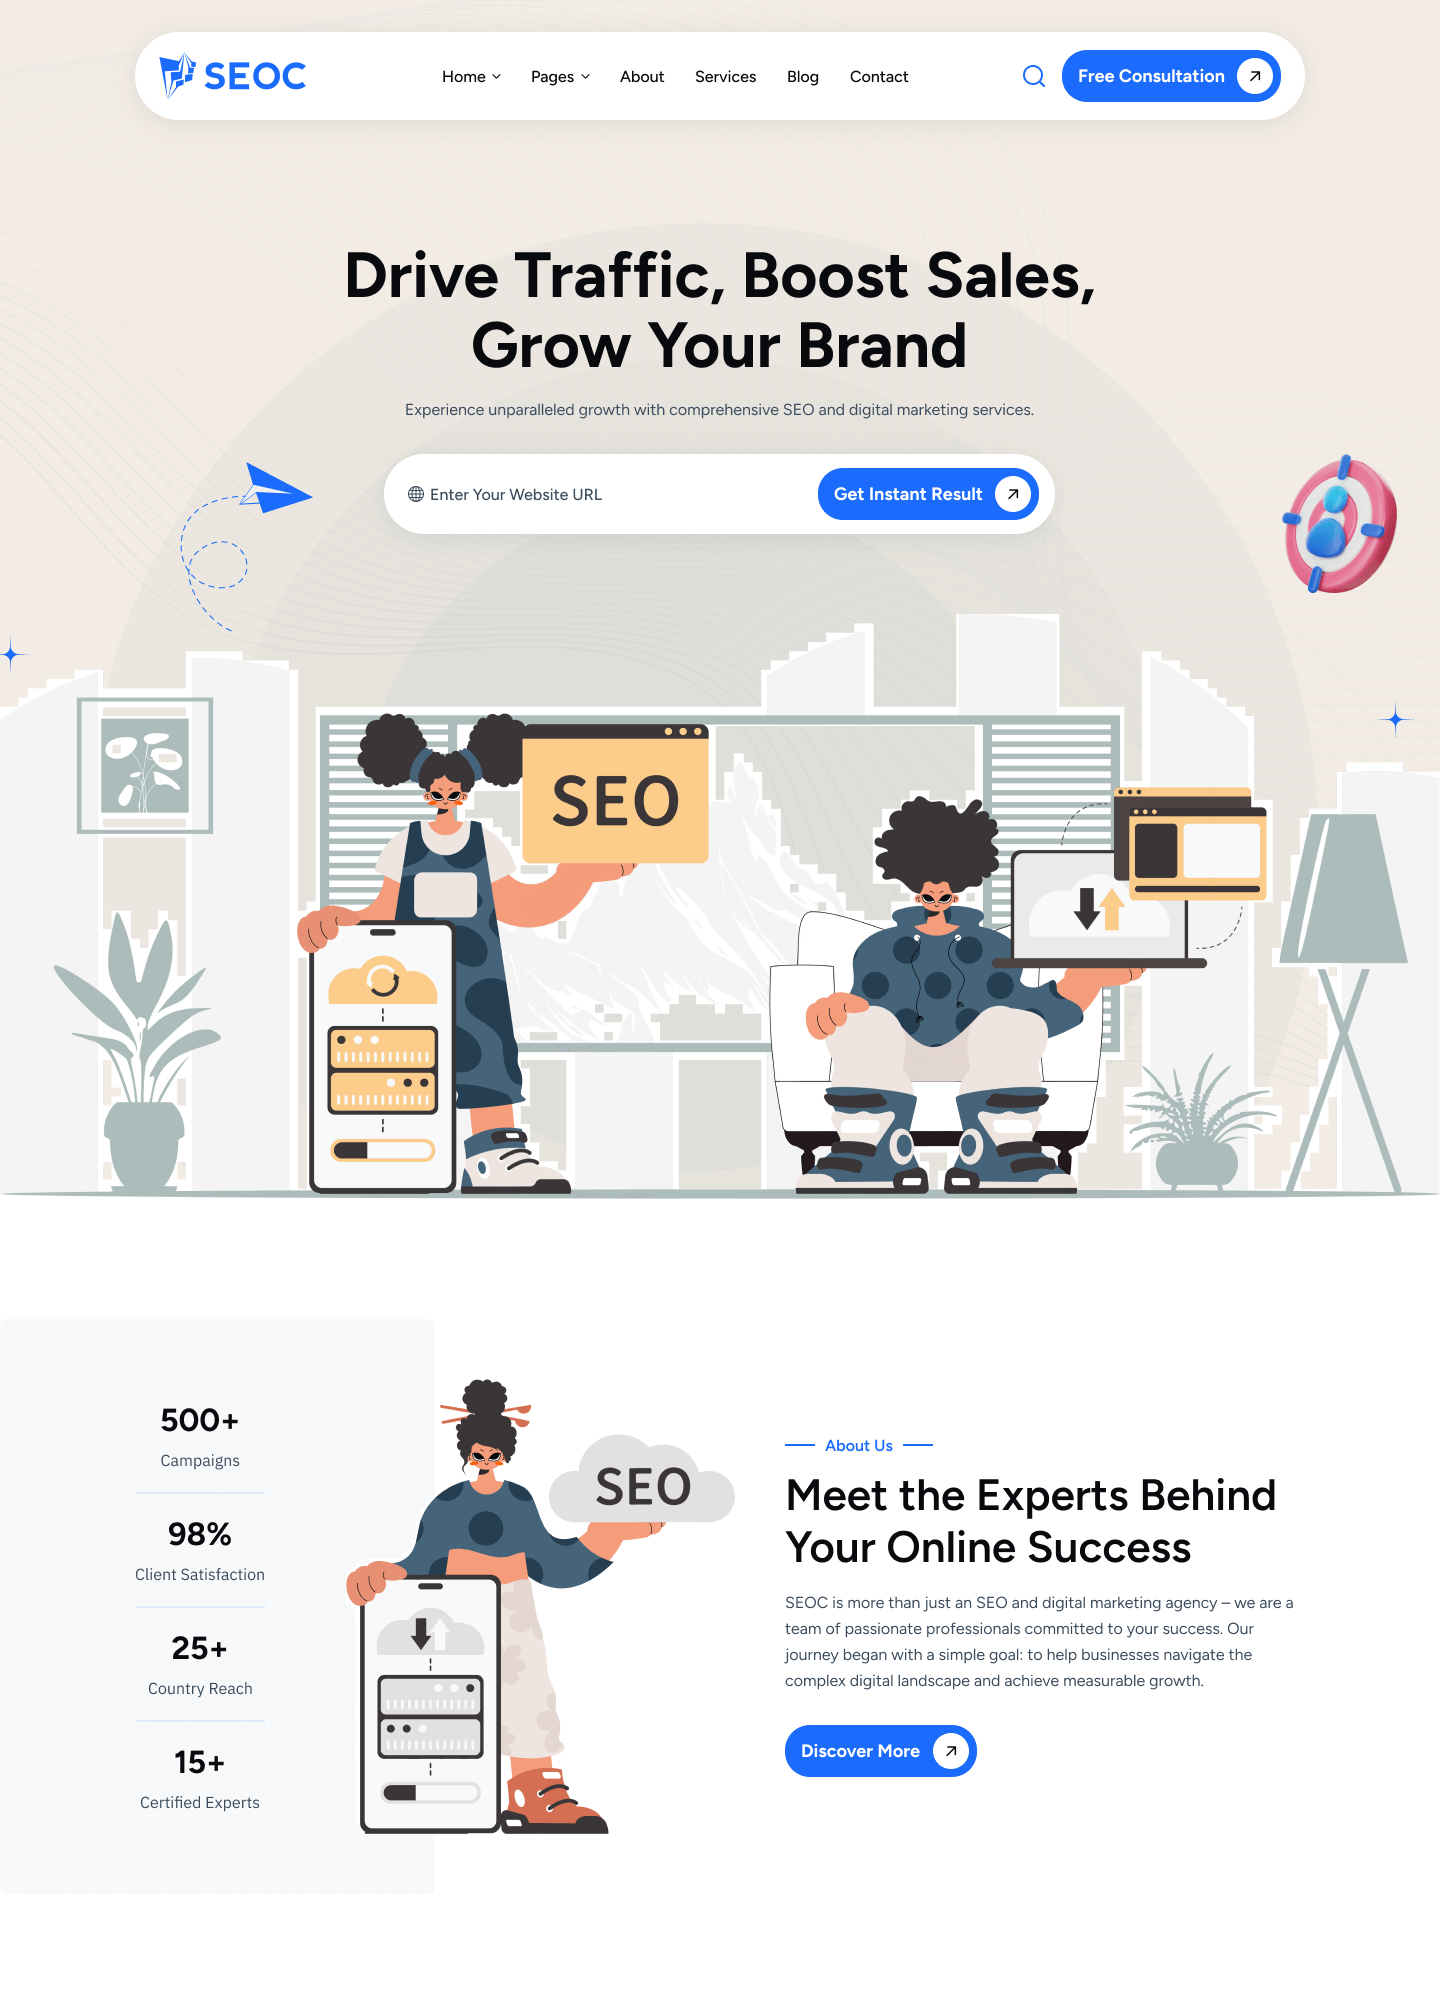 SEOC
Home
Pages
About
Services
Blog
Contact
Free Consultation
Drive Traffic, Boost Sales,
Grow Your Brand
Experience unparalleled growth with comprehensive SEO and digital marketing services.
Enter Your Website URL
Get Instant Result
SEO
500+
Campaigns
98%
Client Satisfaction
25+
Country Reach
15+
Certified Experts
SEO
About Us
Meet the Experts Behind
Your Online Success
SEOC is more than just an SEO and digital marketing agency – we are a
team of passionate professionals committed to your success. Our
journey began with a simple goal: to help businesses navigate the
complex digital landscape and achieve measurable growth.
Discover More